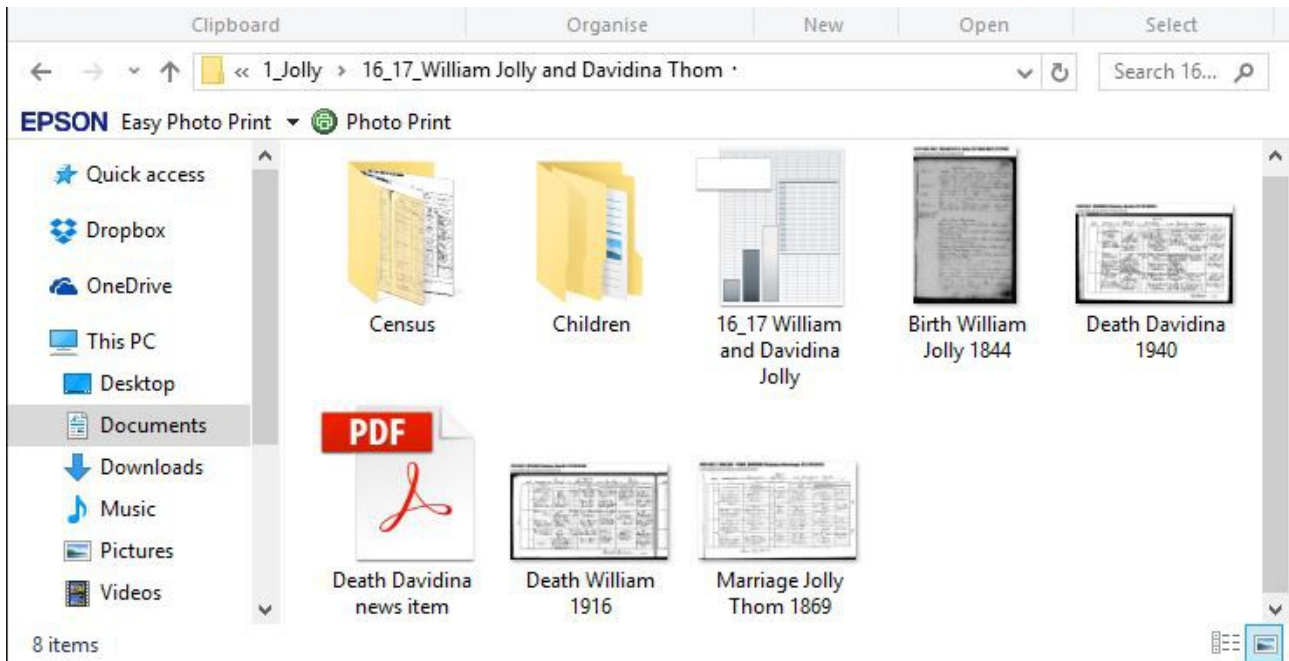 Clipboard Organise New Open Select
« 1_Jolly › 16_17_William Jolly and Davidina Thom
Search 16...
EPSON Easy Photo Print Photo Print
Quick access
Dropbox
OneDrive
This PC
Desktop
Documents
Downloads
Music
Pictures
Videos
Census
Children
16_17 William
and Davidina
Jolly
Birth William
Jolly 1844
Death Davidina
1940
PDF
Death Davidina
news item
Death William
1916
Marriage Jolly
Thom 1869
8 items